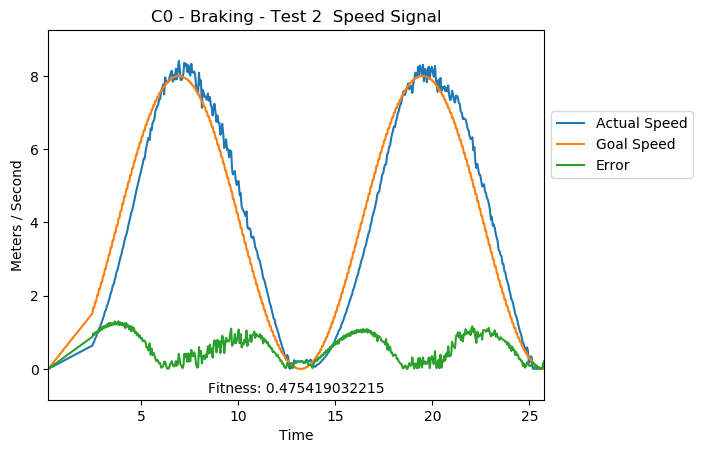 C0 - Braking - Test 2  Speed Signal
Meters / Second
8
6
4
2
0
Actual Speed
Goal Speed
Error
Fitness: 0.475419032215
5 10 15 20 25
Time